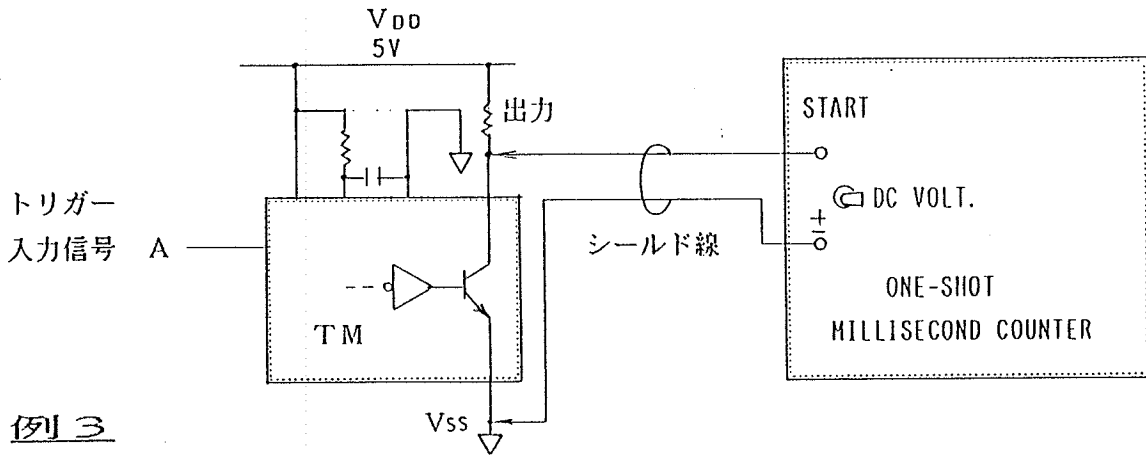 VDD
5V
出力
START
トリガー
入力信号 A
DC VOLT.
+
-
シールド線
ONE-SHOT
MILLISECOND COUNTER
TM
VSS
例3